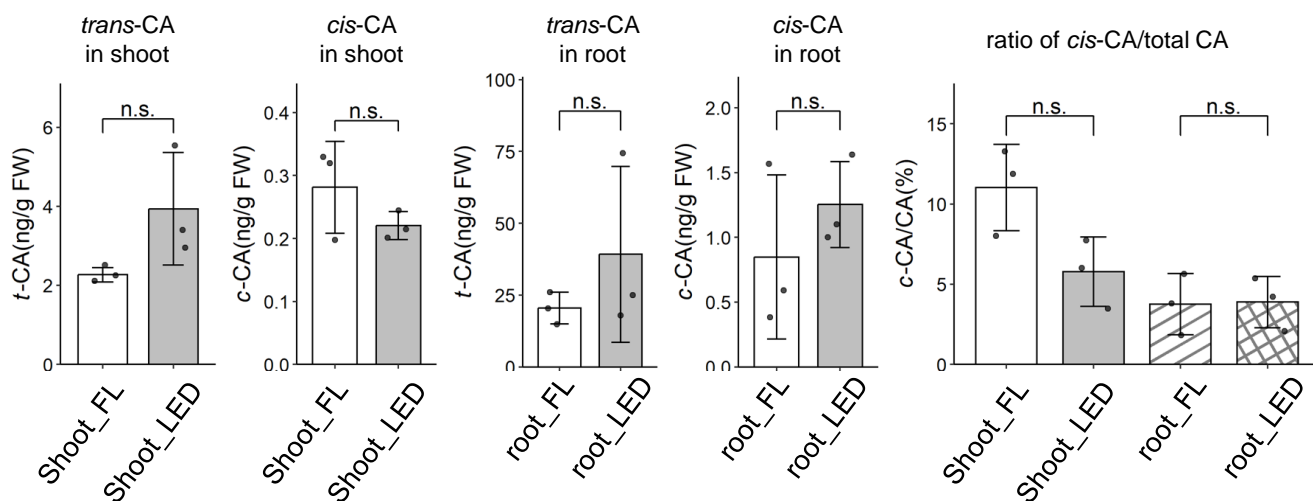 trans-CA
in shoot
t-CA(ng/g FW)
6
4
2
0
n.s.
Shoot_FL
Shoot_LED
cis-CA
in shoot
c-CA(ng/g FW)
0.4
0.3
0.2
0.1
0.0
n.s.
Shoot_FL
Shoot_LED
trans-CA
in root
t-CA(ng/g FW)
100
75
50
25
0
n.s.
root_FL
root_LED
cis-CA
in root
c-CA(ng/g FW)
2.0
1.5
1.0
0.5
0.0
n.s.
root_FL
root_LED
ratio of cis-CA/total CA
c-CA/CA(%)
15
10
5
0
n.s.
n.s.
Shoot_FL
Shoot_LED
root_FL
root_LED